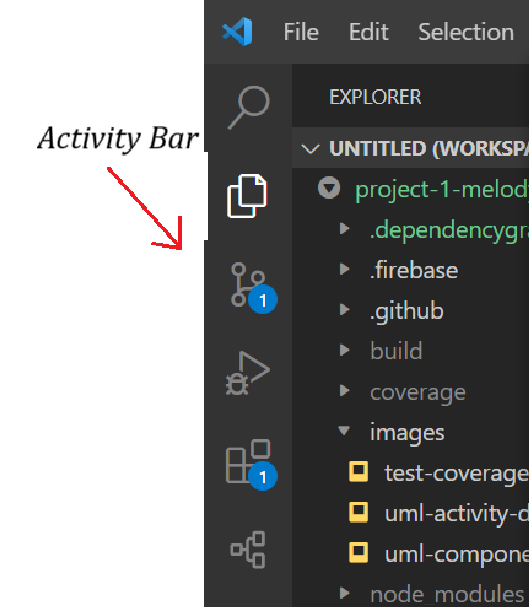 File Edit Selection
EXPLORER
Activity Bar
UNTITLED (WORKSPA
project-1-melody
.dependencygra
.firebase
1
.github
build
coverage
images
1
test-coverage
uml-activity-d
uml-compone
node_modules